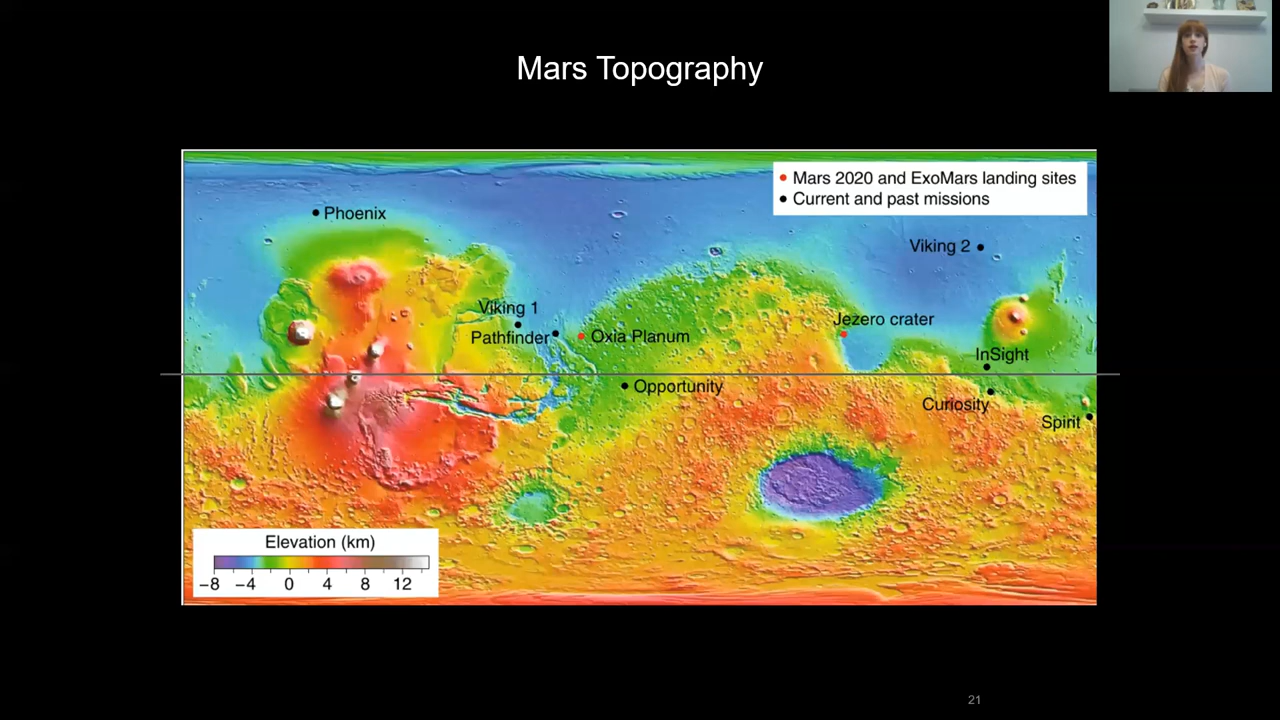 Mars Topography
Mars 2020 and ExoMars landing sites
Current and past missions
Phoenix
Viking 2
Viking 1
Pathfinder
Oxia Planum
Jezero crater
InSight
Opportunity
Curiosity
Spirit
Elevation (km)
−8 −4 0 4 8 12
21